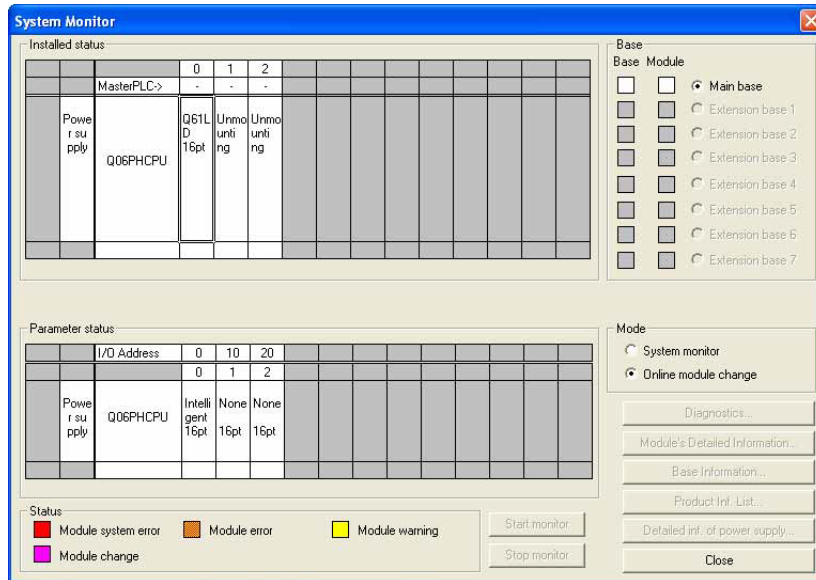 System Monitor
Installed status
0 1 2
MasterPLC-> - - -
Powe
r su
pply
Q06PHCPU
Q61L
D
16pt
Unmo
unti
ng
Unmo
unti
ng
Base
Base Module
Main base
Extension base 1
Extension base 2
Extension base 3
Extension base 4
Extension base 5
Extension base 6
Extension base 7
Parameter status
I/O Address 0 10 20
0 1 2
Powe
r su
pply
Q06PHCPU
Intelli
gent
16pt
None
16pt
None
16pt
Mode
System monitor
Online module change
Diagnostics...
Module's Detailed Information...
Base Information...
Product Inf. List...
Detailed inf. of power supply...
Close
Status
Module system error
Module error
Module warning
Module change
Start monitor
Stop monitor